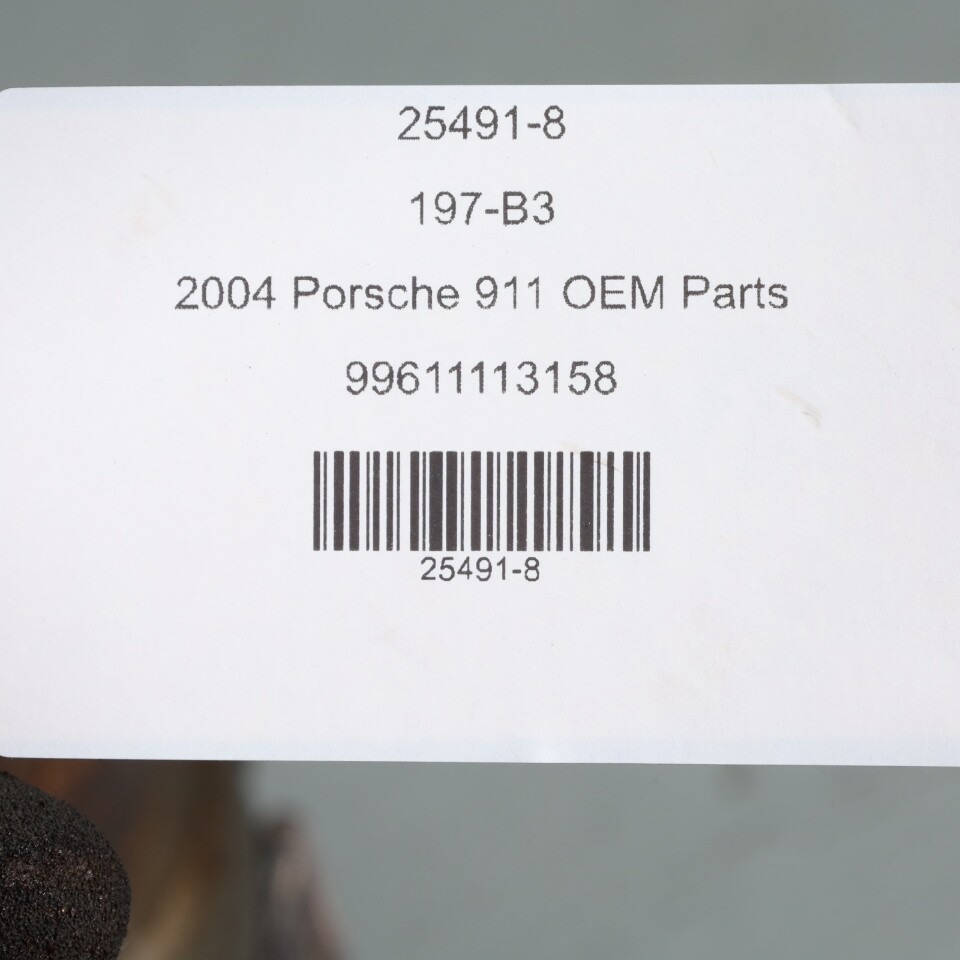 25491-8
197-B3
2004 Porsche 911 OEM Parts
99611113158
25491-8